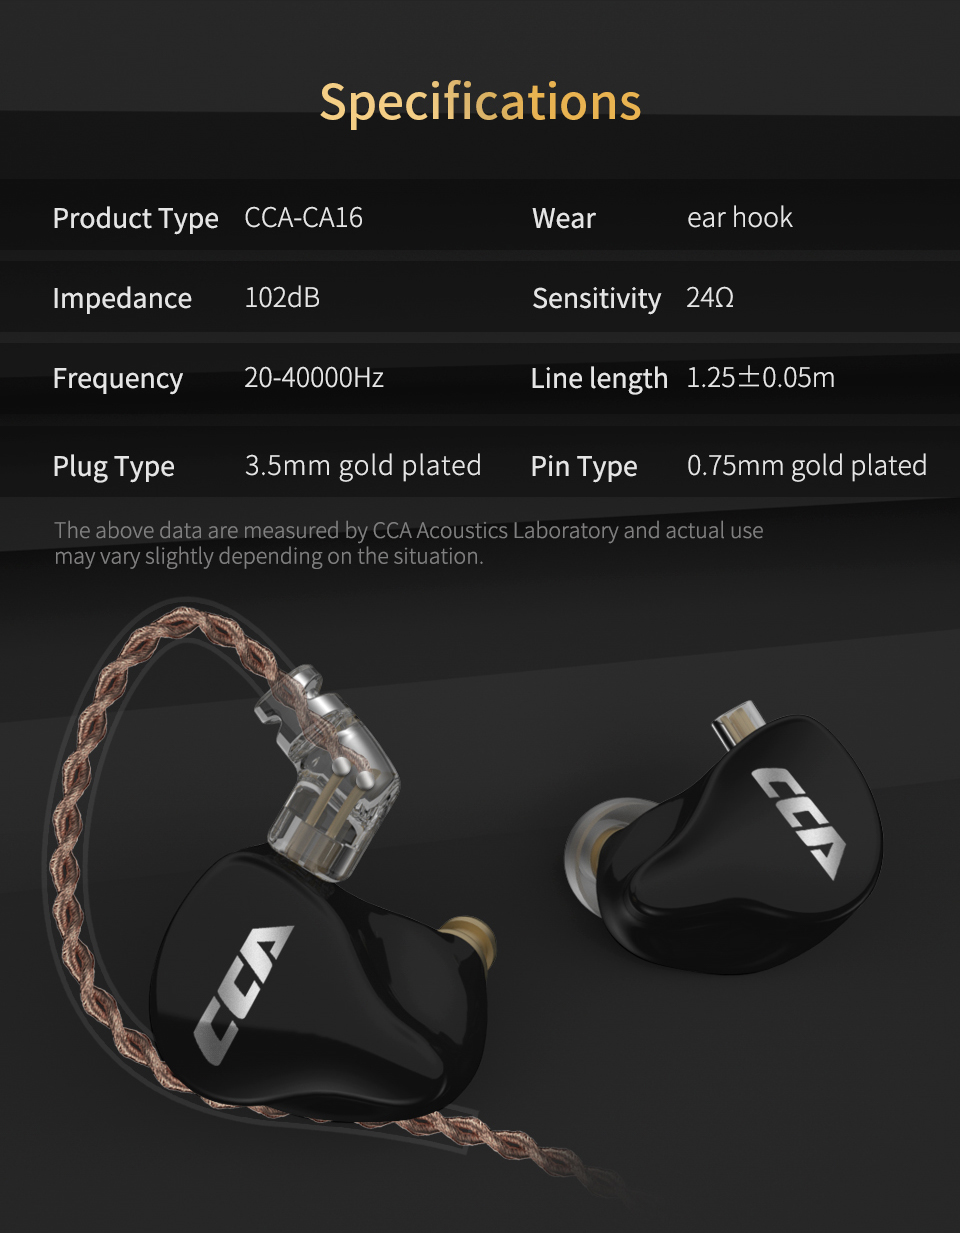 Specifications
Product Type CCA-CA16 Wear ear hook
Impedance 102dB Sensitivity 24Ω
Frequency 20-40000Hz Line length 1.25±0.05m
Plug Type 3.5mm gold plated Pin Type 0.75mm gold plated
The above data are measured by CCA Acoustics Laboratory and actual use
may vary slightly depending on the situation.
CCA
CCA